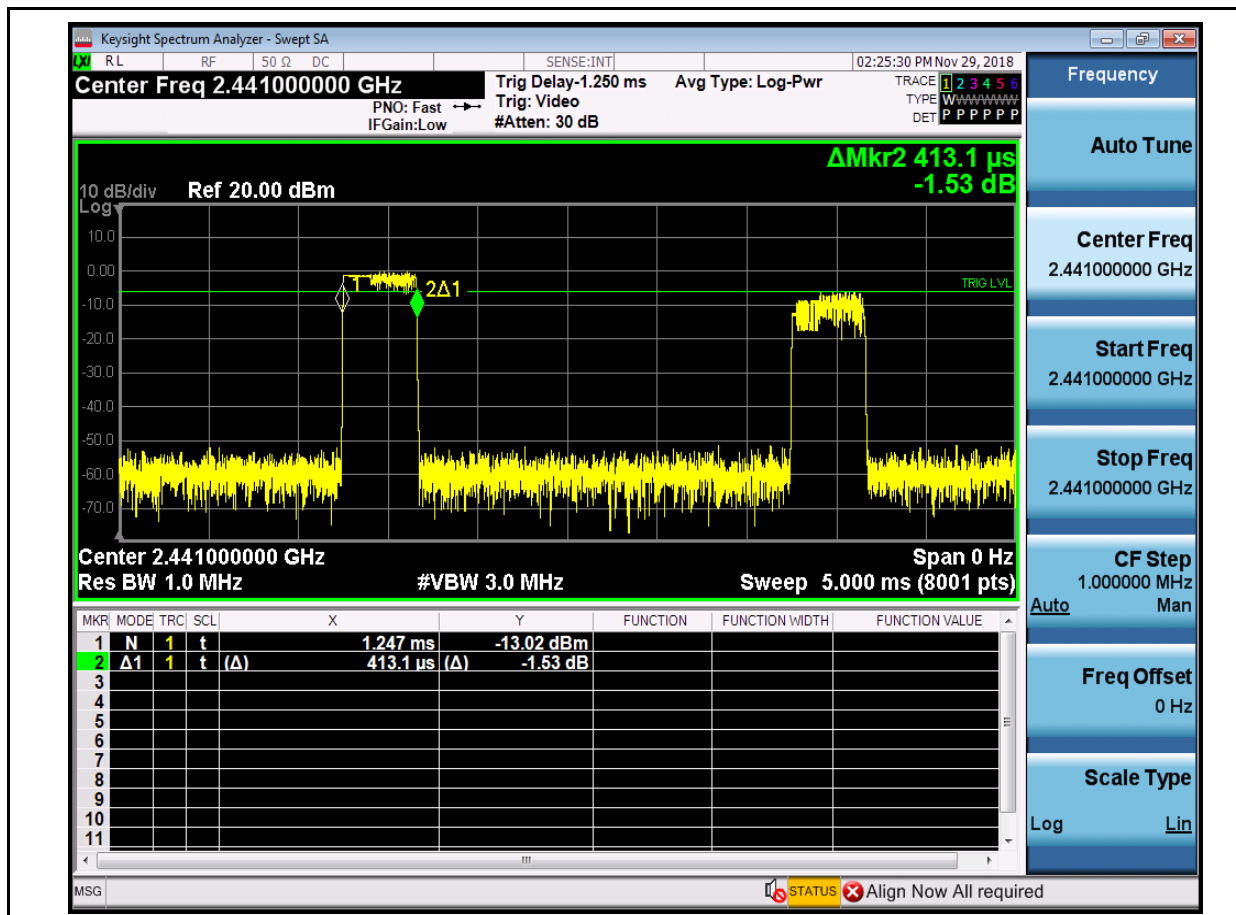 Keysight Spectrum Analyzer - Swept SA
LXI RL RF 50 Ω DC SENSE:INT 02:25:30 PM Nov 29, 2018
Center Freq 2.441000000 GHz
PNO: Fast
IFGain:Low
Trig Delay-1.250 ms
Trig: Video
#Atten: 30 dB
Avg Type: Log-Pwr
TRACE 1 2 3 4 5 6
TYPE WWWWWW
DET P P P P P P
ΔMkr2 413.1 µs
-1.53 dB
10 dB/div Ref 20.00 dBm
Log
10.0
0.00
-10.0
-20.0
-30.0
-40.0
-50.0
-60.0
-70.0
1
2Δ1
TRIG LVL
Center 2.441000000 GHz Span 0 Hz
Res BW 1.0 MHz #VBW 3.0 MHz Sweep 5.000 ms (8001 pts)
MKR MODE TRC SCL X Y FUNCTION FUNCTION WIDTH FUNCTION VALUE
1 N 1 t 1.247 ms -13.02 dBm
2 Δ1 1 t (Δ) 413.1 µs (Δ) -1.53 dB
3
4
5
6
7
8
9
10
11
MSG STATUS Align Now All required
Frequency
Auto Tune
Center Freq
2.441000000 GHz
Start Freq
2.441000000 GHz
Stop Freq
2.441000000 GHz
CF Step
1.000000 MHz
Auto Man
Freq Offset
0 Hz
Scale Type
Log Lin